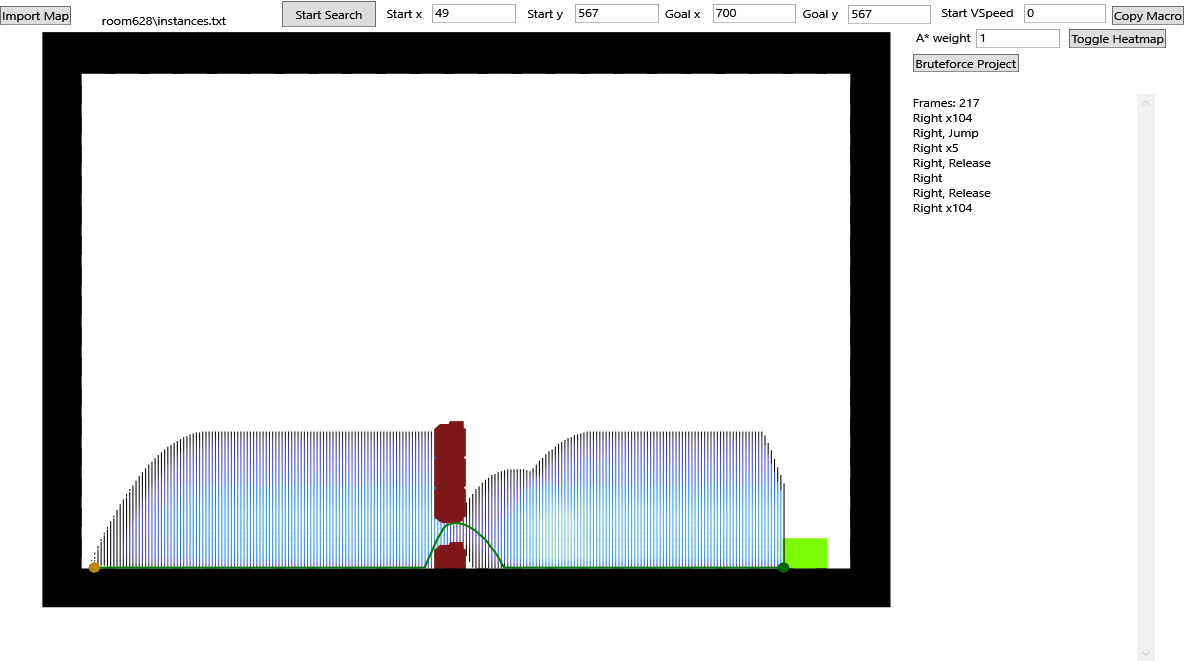 Import Map
room628\instances.txt
Start Search
Start x 49
Start y 567
Goal x 700
Goal y 567
Start VSpeed 0
Copy Macro
A* weight 1
Toggle Heatmap
Bruteforce Project
Frames: 217
Right x104
Right, Jump
Right x5
Right, Release
Right
Right, Release
Right x104